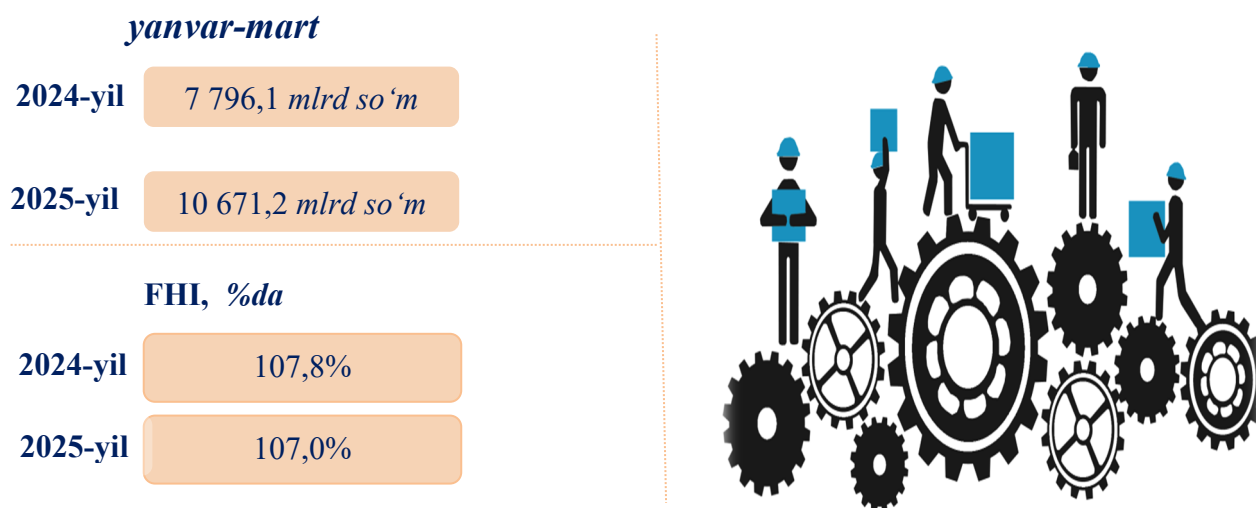 yanvar-mart
2024-yil 7 796,1 mlrd so‘m
2025-yil 10 671,2 mlrd so‘m
FHI, %da
2024-yil 107,8%
2025-yil 107,0%